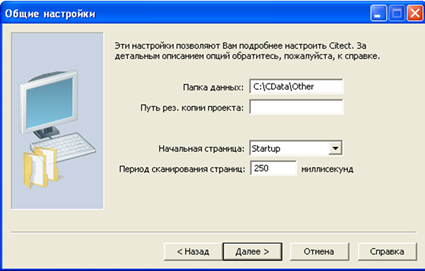 Общие настройки
Эти настройки позволяют Вам подробнее настроить Citect. За
детальным описанием опций обратитесь, пожалуйста, к справке.
Папка данных: C:\CData\Other
Путь рез. копии проекта:
Начальная страница: Startup
Период сканирования страниц: 250 миллисекунд
< Назад Далее > Отмена Справка